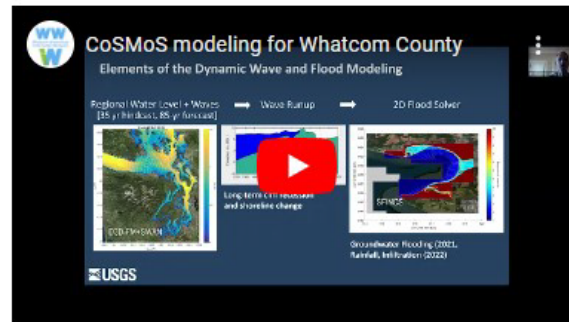 CoSMoS modeling for Whatcom County
Elements of the Dynamic Wave and Flood Modeling
Regional Water Level + Waves
[35 yr hindcast, 85 yr forecast]
Wave Runup
2D Flood Solver
Long-term cliff recession
and shoreline change
SFINCS
Groundwater Flooding (2021,
Rainfall, Infiltration (2022)
USGS